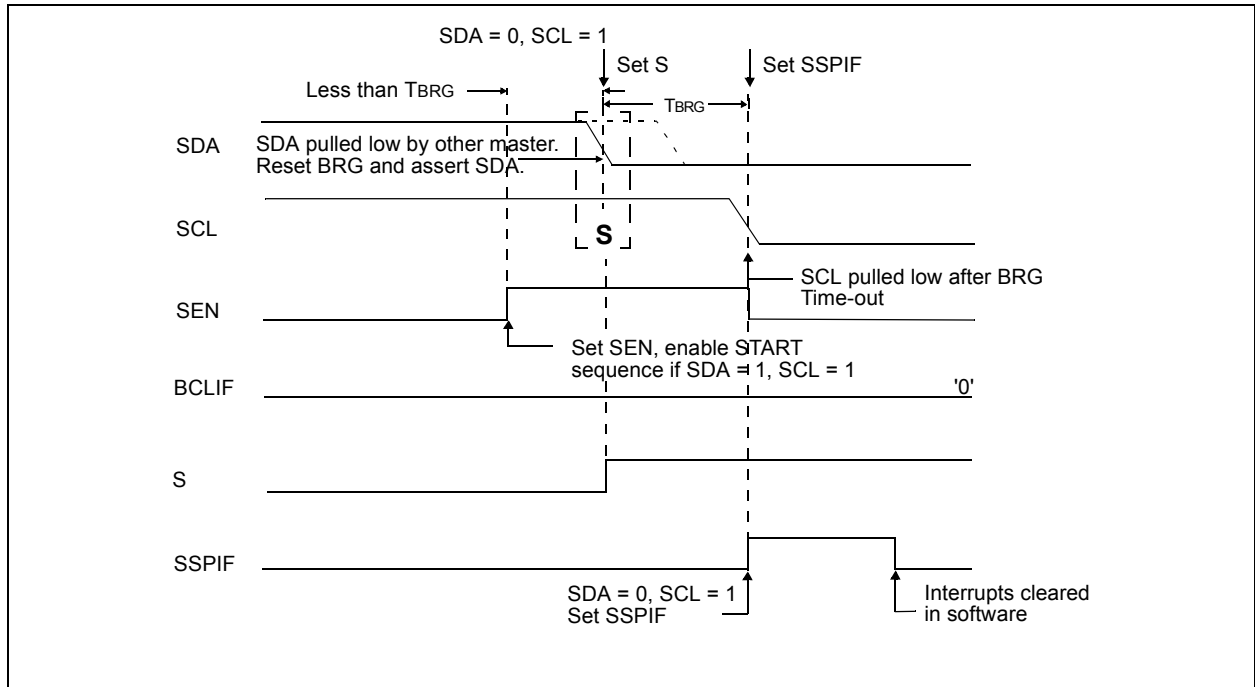 SDA = 0, SCL = 1
Set S
Set SSPIF
Less than TBRG
TBRG
SDA
SDA pulled low by other master.
Reset BRG and assert SDA.
SCL
S
SCL pulled low after BRG
Time-out
SEN
Set SEN, enable START
sequence if SDA = 1, SCL = 1
BCLIF
'0'
S
SSPIF
SDA = 0, SCL = 1
Set SSPIF
Interrupts cleared
in software